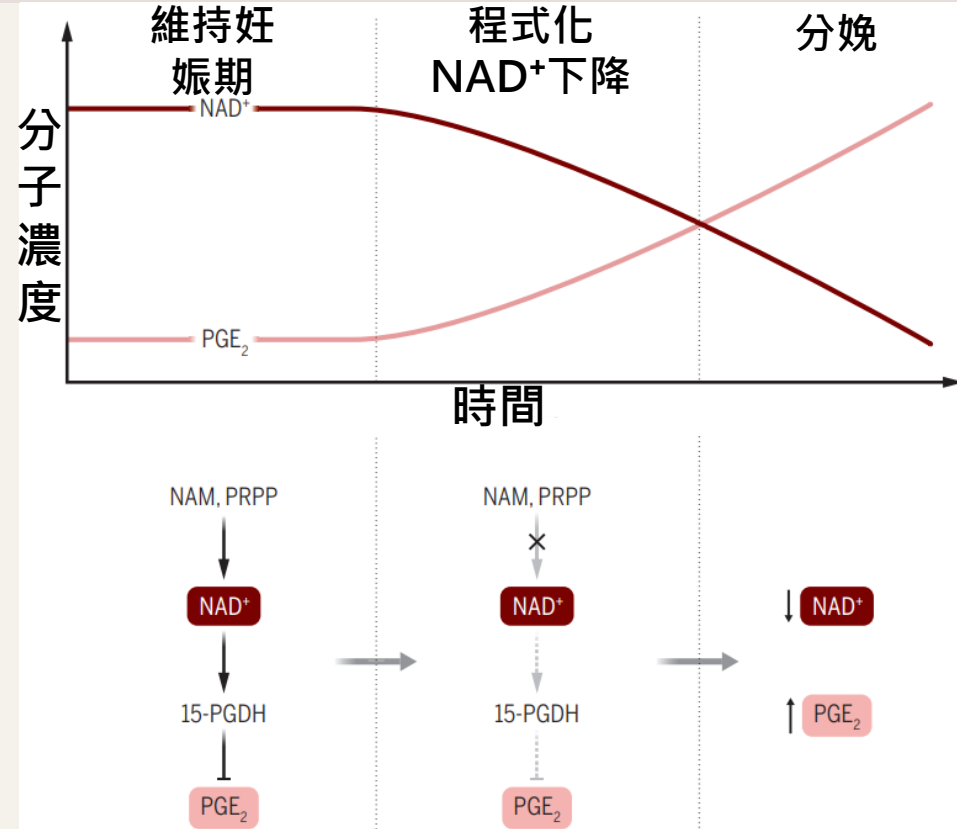 維持妊
娠期
程式化
NAD⁺下降
分娩
分子濃度
NAD⁺
PGE₂
時間
NAM, PRPP
NAM, PRPP
NAD⁺
NAD⁺
↓ NAD⁺
15-PGDH
15-PGDH
↑ PGE₂
PGE₂
PGE₂